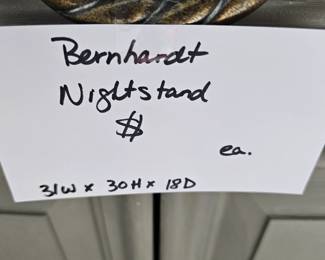 Bernhardt
Nightstand
$ ea.
31W x 30H x 18D